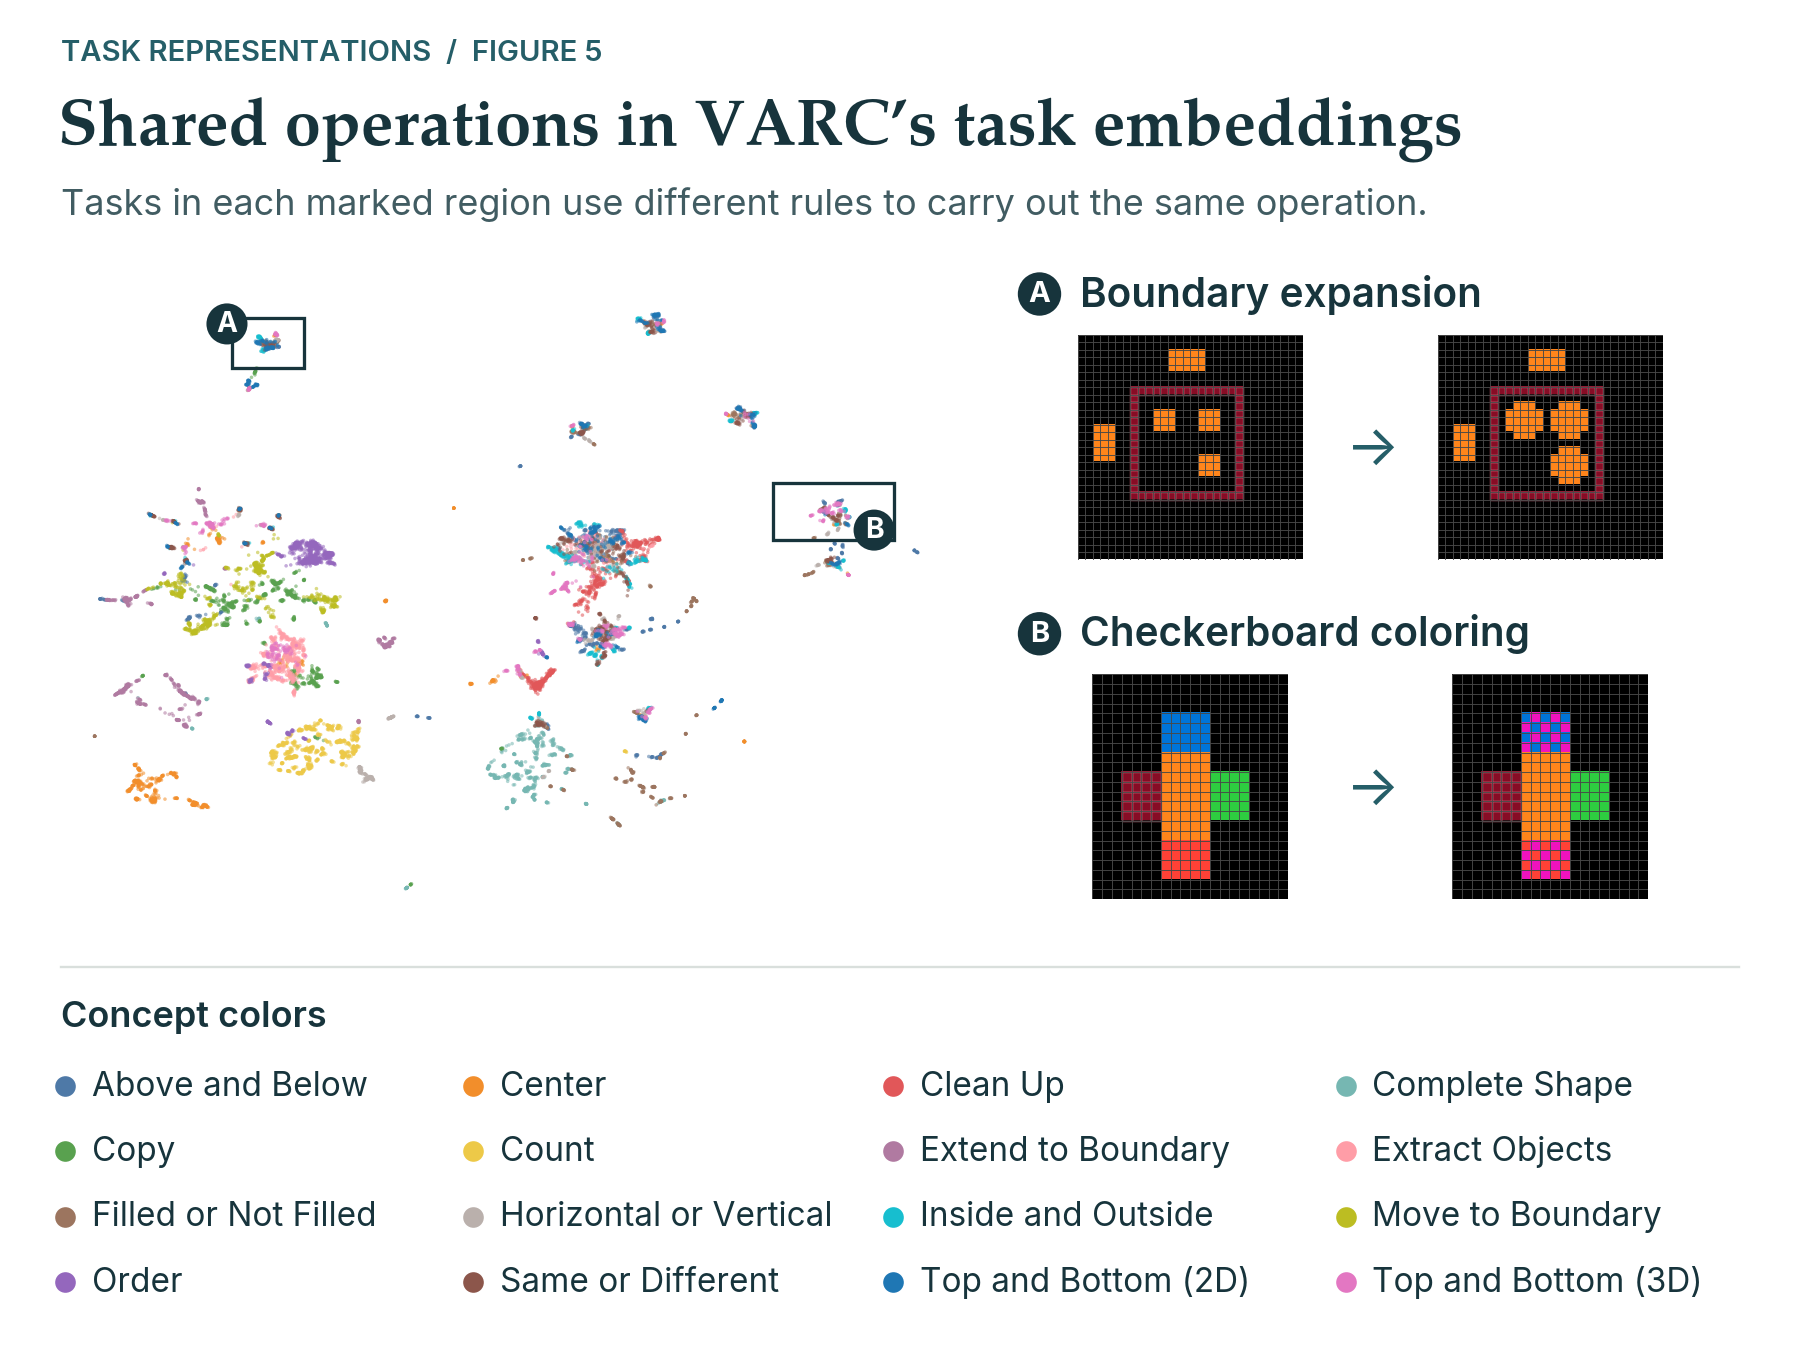 TASK REPRESENTATIONS / FIGURE 5
Shared operations in VARC’s task embeddings
Tasks in each marked region use different rules to carry out the same operation.
A
B
A Boundary expansion
B Checkerboard coloring
Concept colors
Above and Below
Center
Clean Up
Complete Shape
Copy
Count
Extend to Boundary
Extract Objects
Filled or Not Filled
Horizontal or Vertical
Inside and Outside
Move to Boundary
Order
Same or Different
Top and Bottom (2D)
Top and Bottom (3D)